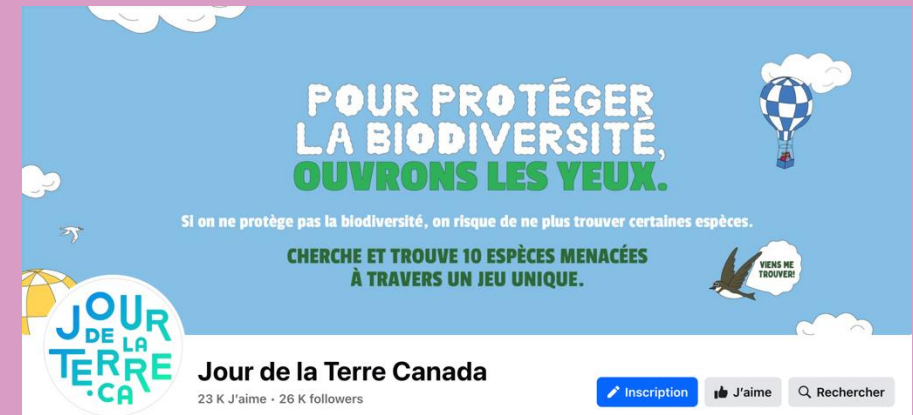 POUR PROTÉGER
LA BIODIVERSITÉ,
OUVRONS LES YEUX.
Si on ne protège pas la biodiversité, on risque de ne plus trouver certaines espèces.
CHERCHE ET TROUVE 10 ESPÈCES MENACÉES
À TRAVERS UN JEU UNIQUE.
VIENS ME
TROUVER!
JOUR
DE LA
TERRE
.CA
Jour de la Terre Canada
23 K J'aime · 26 K followers
Inscription
J'aime
Rechercher